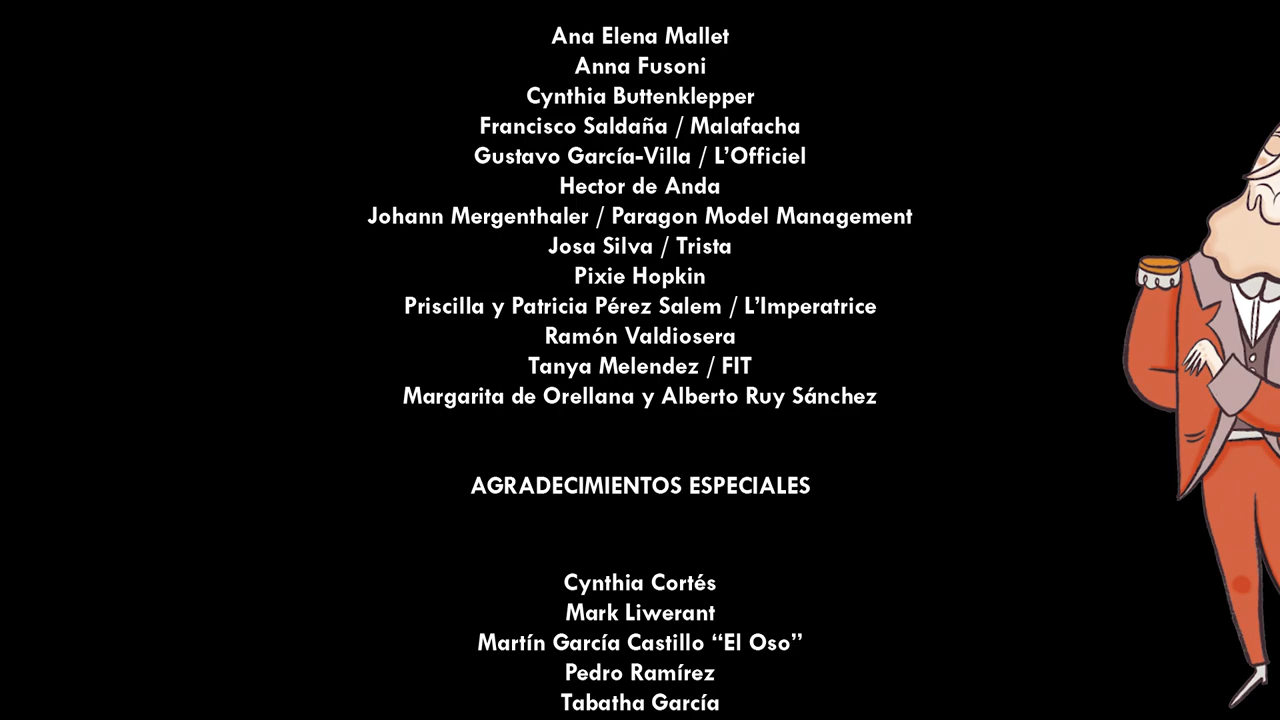 Ana Elena Mallet
Anna Fusoni
Cynthia Buttenklepper
Francisco Saldaña / Malafacha
Gustavo García-Villa / L’Officiel
Hector de Anda
Johann Mergenthaler / Paragon Model Management
Josa Silva / Trista
Pixie Hopkin
Priscilla y Patricia Pérez Salem / L’Imperatrice
Ramón Valdiosera
Tanya Melendez / FIT
Margarita de Orellana y Alberto Ruy Sánchez
AGRADECIMIENTOS ESPECIALES
Cynthia Cortés
Mark Liwerant
Martín García Castillo “El Oso”
Pedro Ramírez
Tabatha García